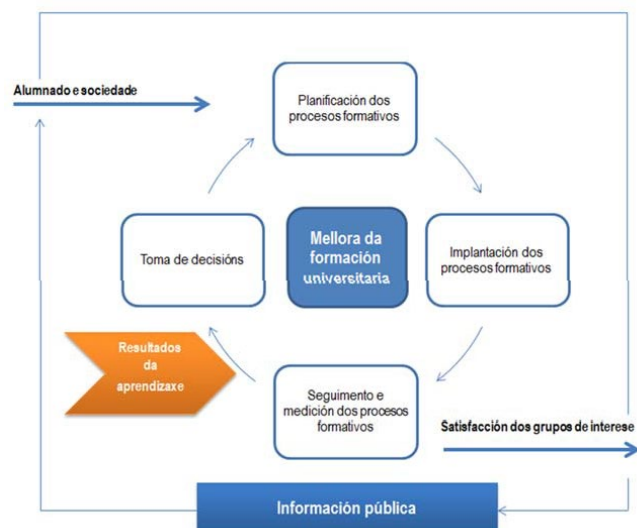 Alumnado e sociedade
Planificación dos
procesos formativos
Toma de decisións
Mellora da
formación
universitaria
Implantación dos
procesos formativos
Resultados
da
aprendizaxe
Seguimento e
medición dos procesos
formativos
Satisfacción dos grupos de interese
Información pública